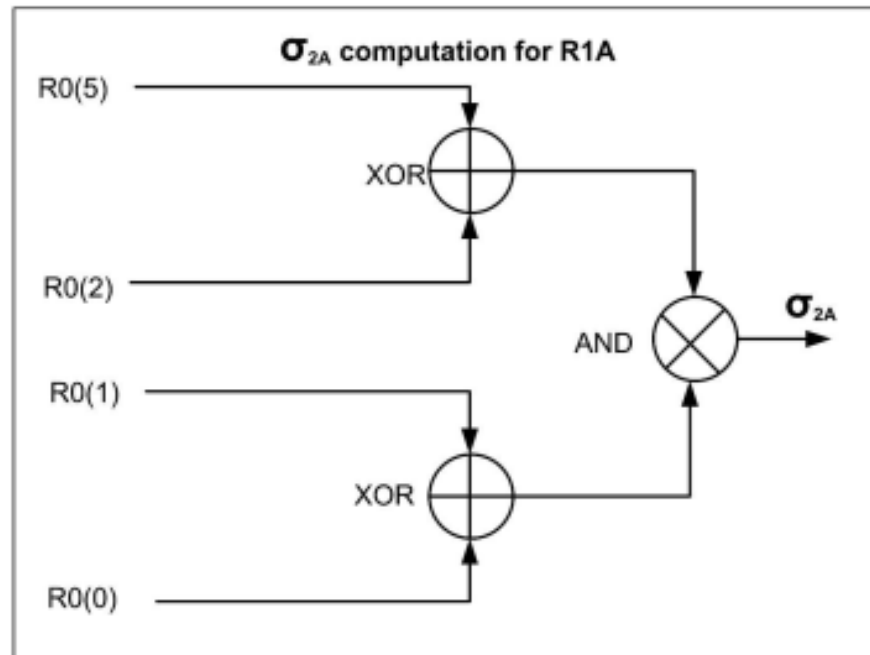 σ2A computation for R1A
R0(5)
XOR
R0(2)
σ2A
AND
R0(1)
XOR
R0(0)